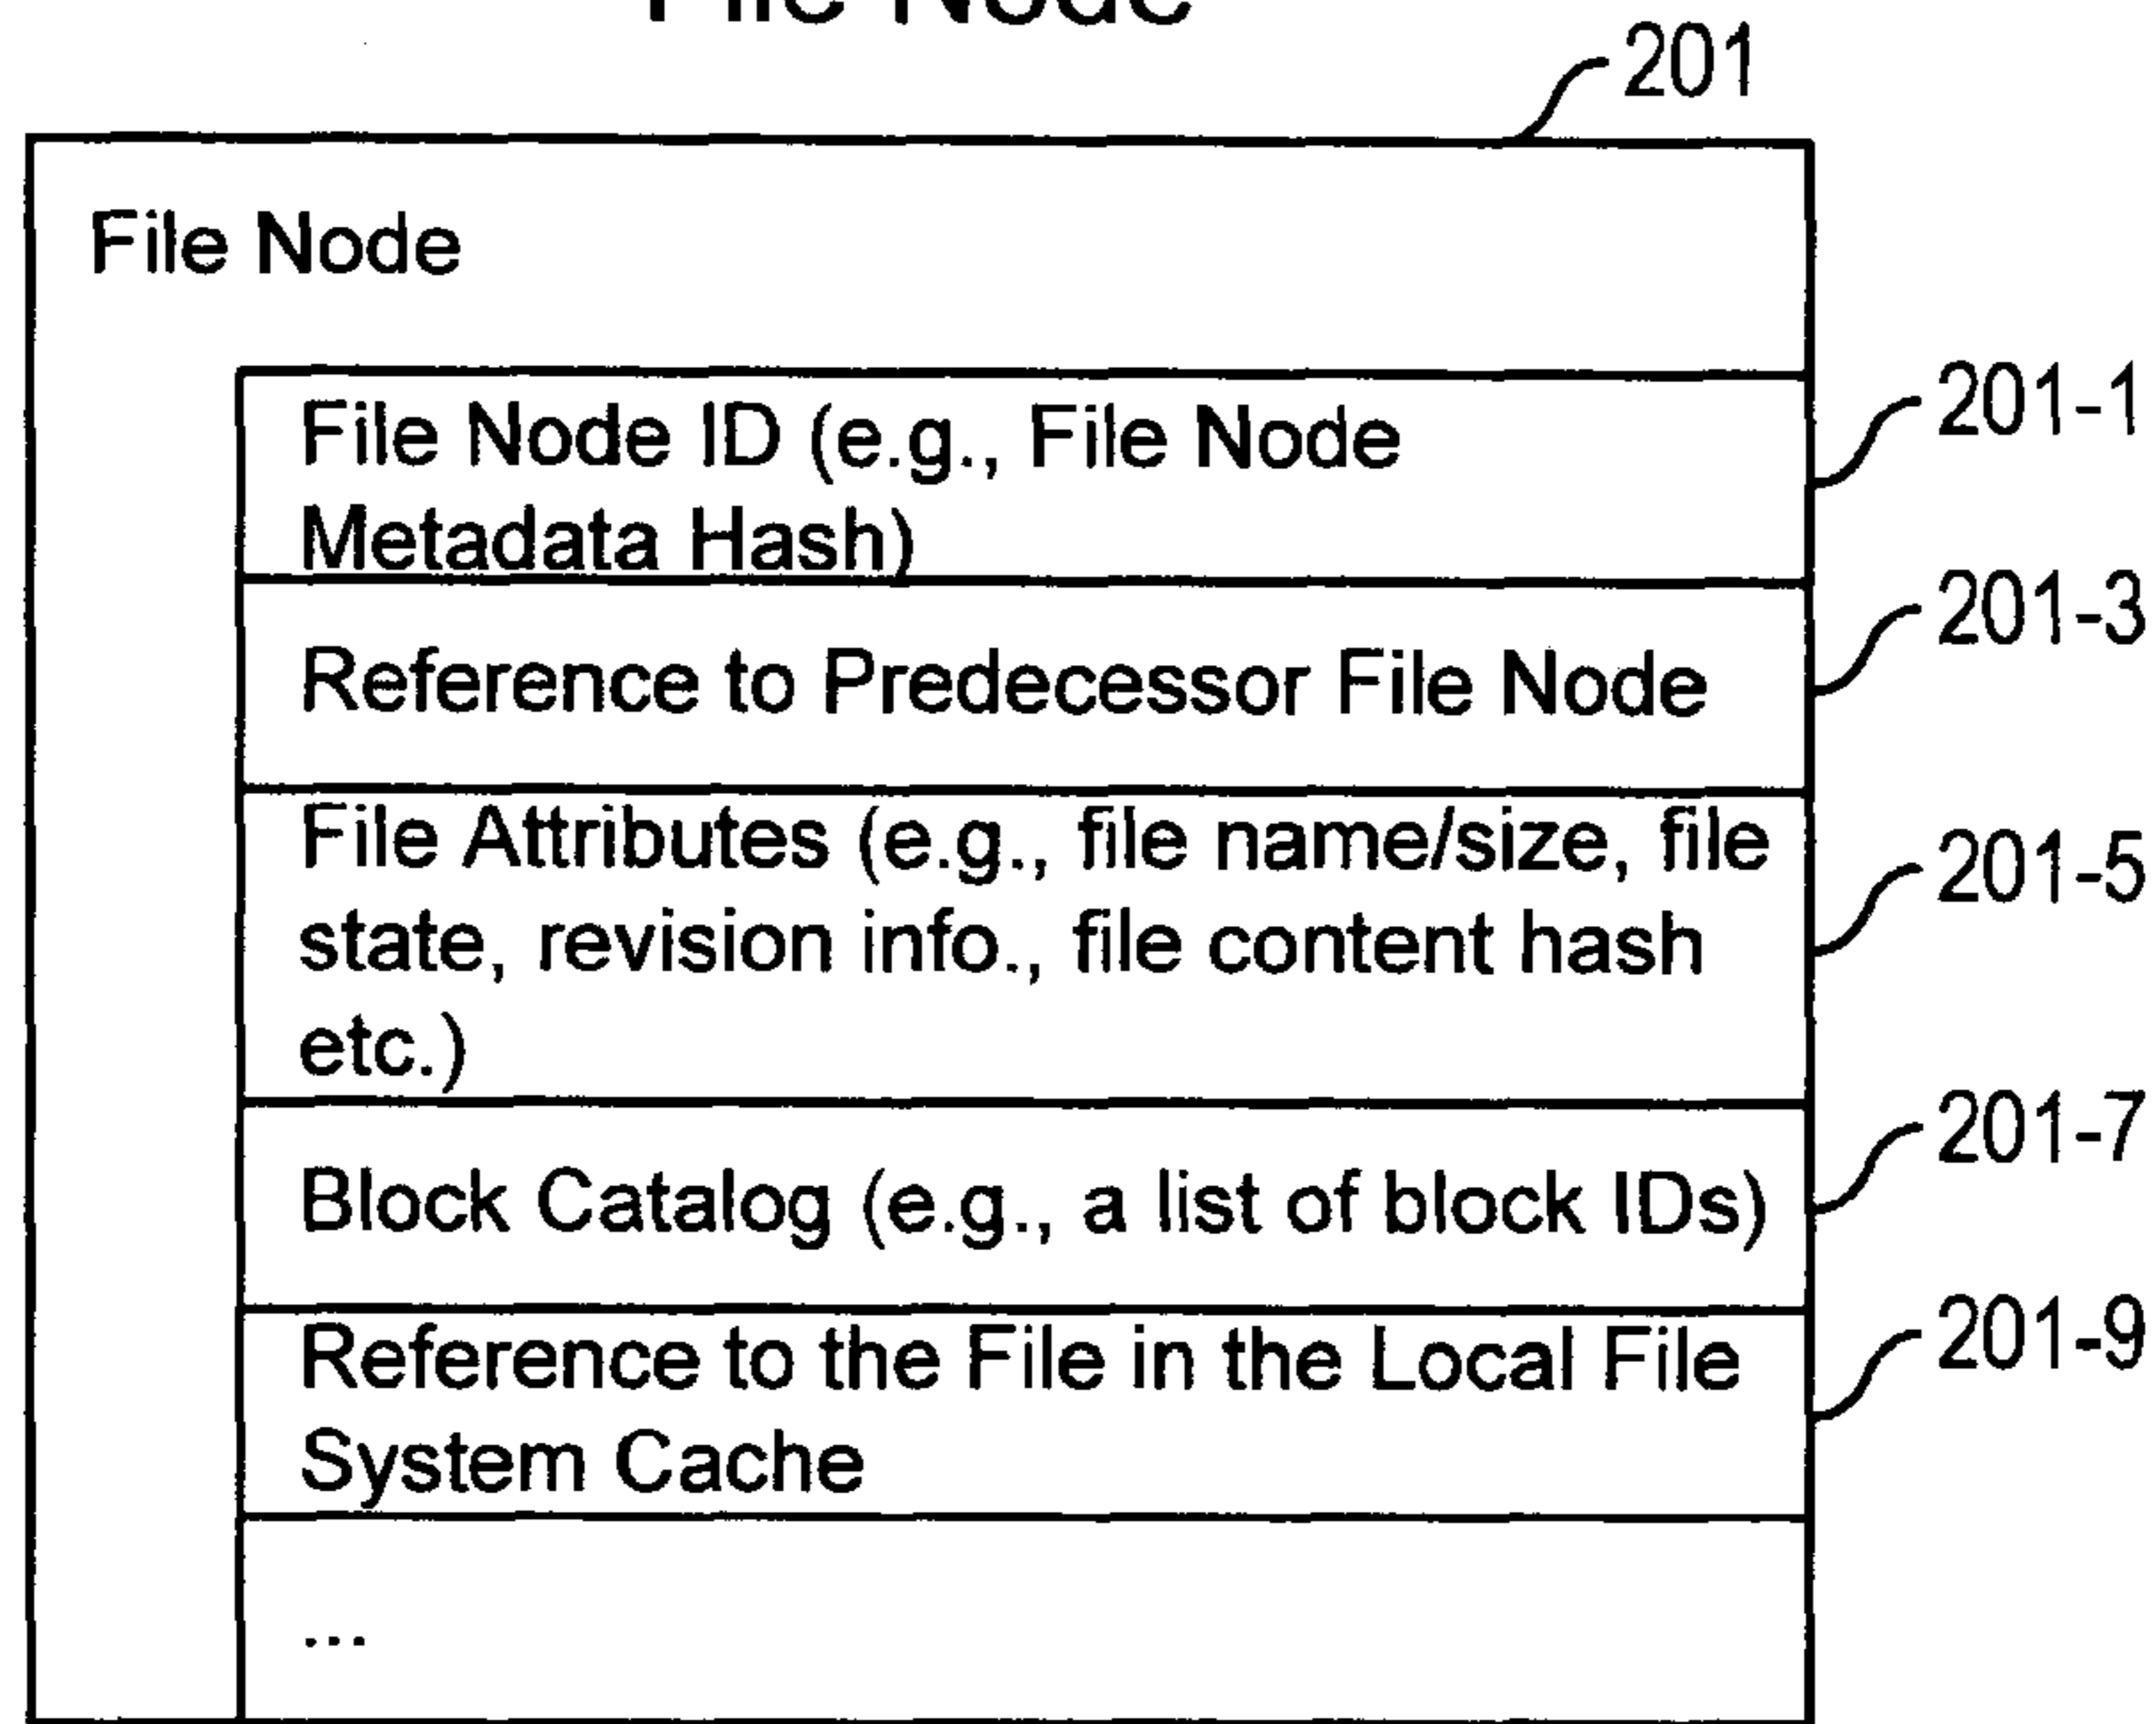 File Node
201
File Node
File Node ID (e.g., File Node
Metadata Hash)
201-1
Reference to Predecessor File Node
201-3
File Attributes (e.g., file name/size, file
state, revision info., file content hash
etc.)
201-5
Block Catalog (e.g., a list of block IDs)
201-7
Reference to the File in the Local File
System Cache
201-9
...